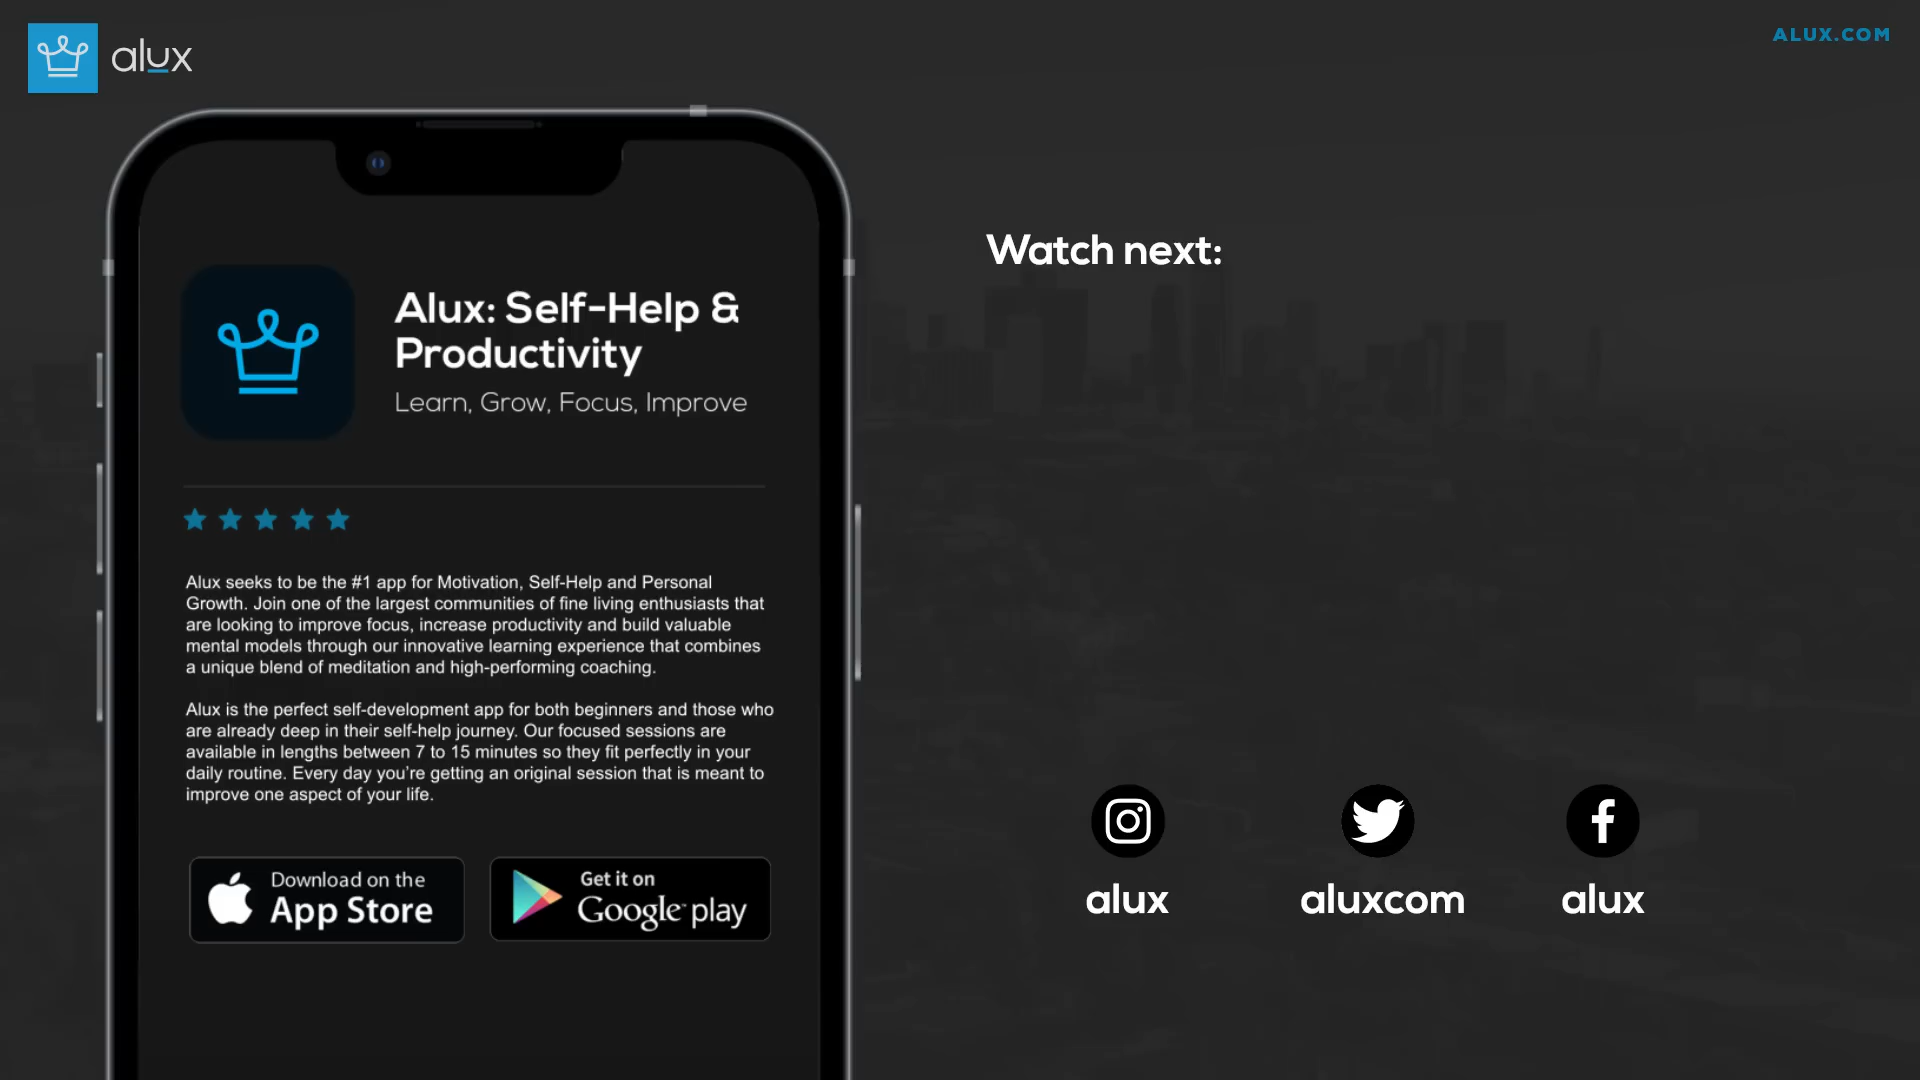 alux
ALUX.COM
Watch next:
Alux: Self-Help &
Productivity
Learn, Grow, Focus, Improve
Alux seeks to be the #1 app for Motivation, Self-Help and Personal
Growth. Join one of the largest communities of fine living enthusiasts that
are looking to improve focus, increase productivity and build valuable
mental models through our innovative learning experience that combines
a unique blend of meditation and high-performing coaching.
Alux is the perfect self-development app for both beginners and those who
are already deep in their self-help journey. Our focused sessions are
available in lengths between 7 to 15 minutes so they fit perfectly in your
daily routine. Every day you're getting an original session that is meant to
improve one aspect of your life.
Download on the
App Store
Get it on
Google play
alux
aluxcom
alux